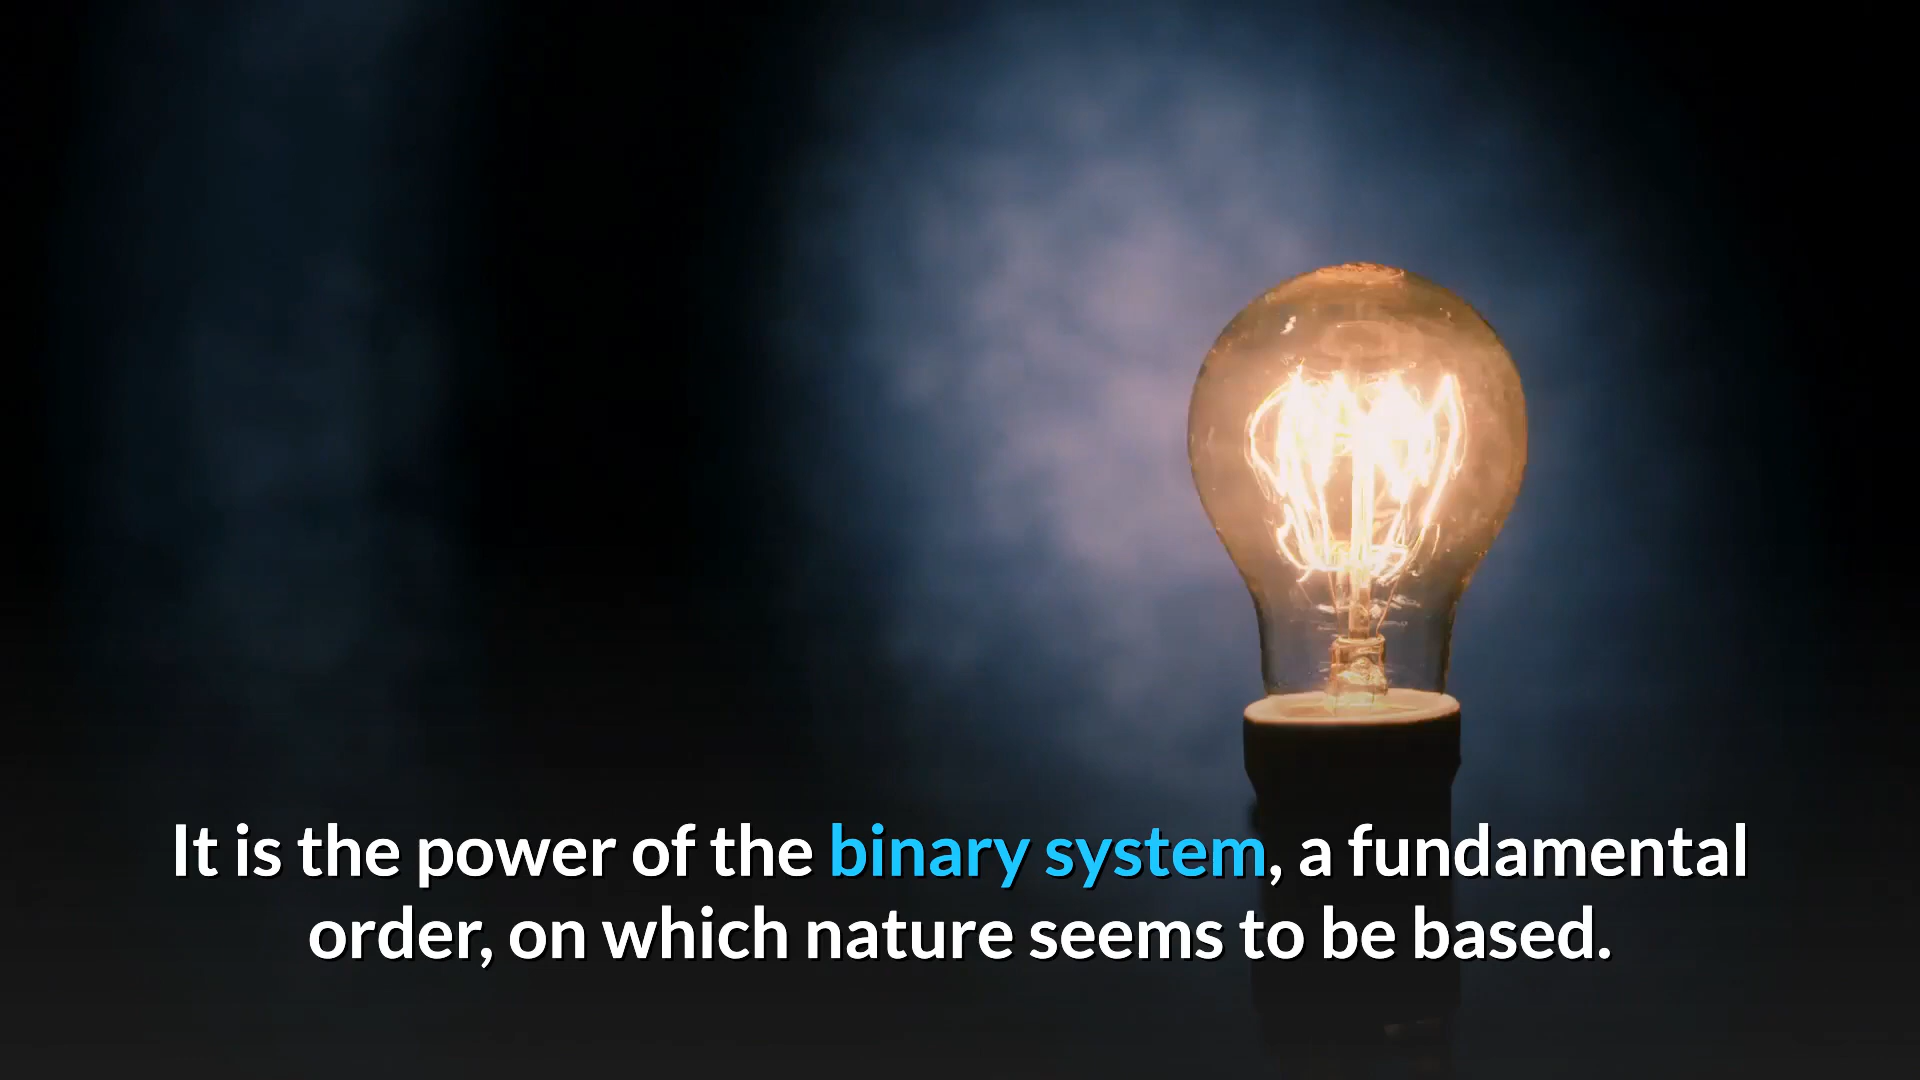 It is the power of the binary system, a fundamental
order, on which nature seems to be based.